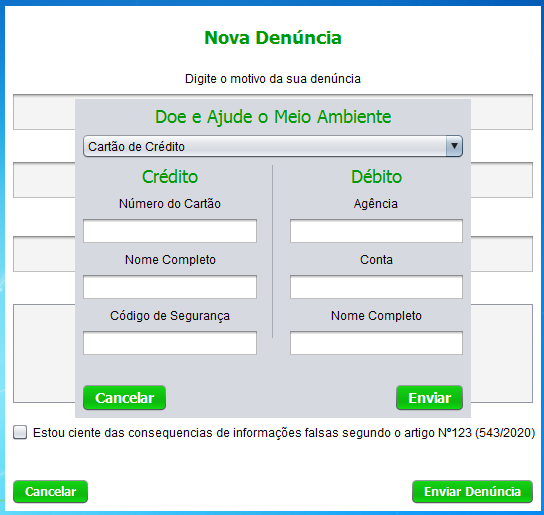 Nova Denúncia
Digite o motivo da sua denúncia
Doe e Ajude o Meio Ambiente
Cartão de Crédito
Crédito
Débito
Número do Cartão
Agência
Nome Completo
Conta
Código de Segurança
Nome Completo
Cancelar
Enviar
Estou ciente das consequencias de informações falsas segundo o artigo Nº123 (543/2020)
Cancelar
Enviar Denúncia